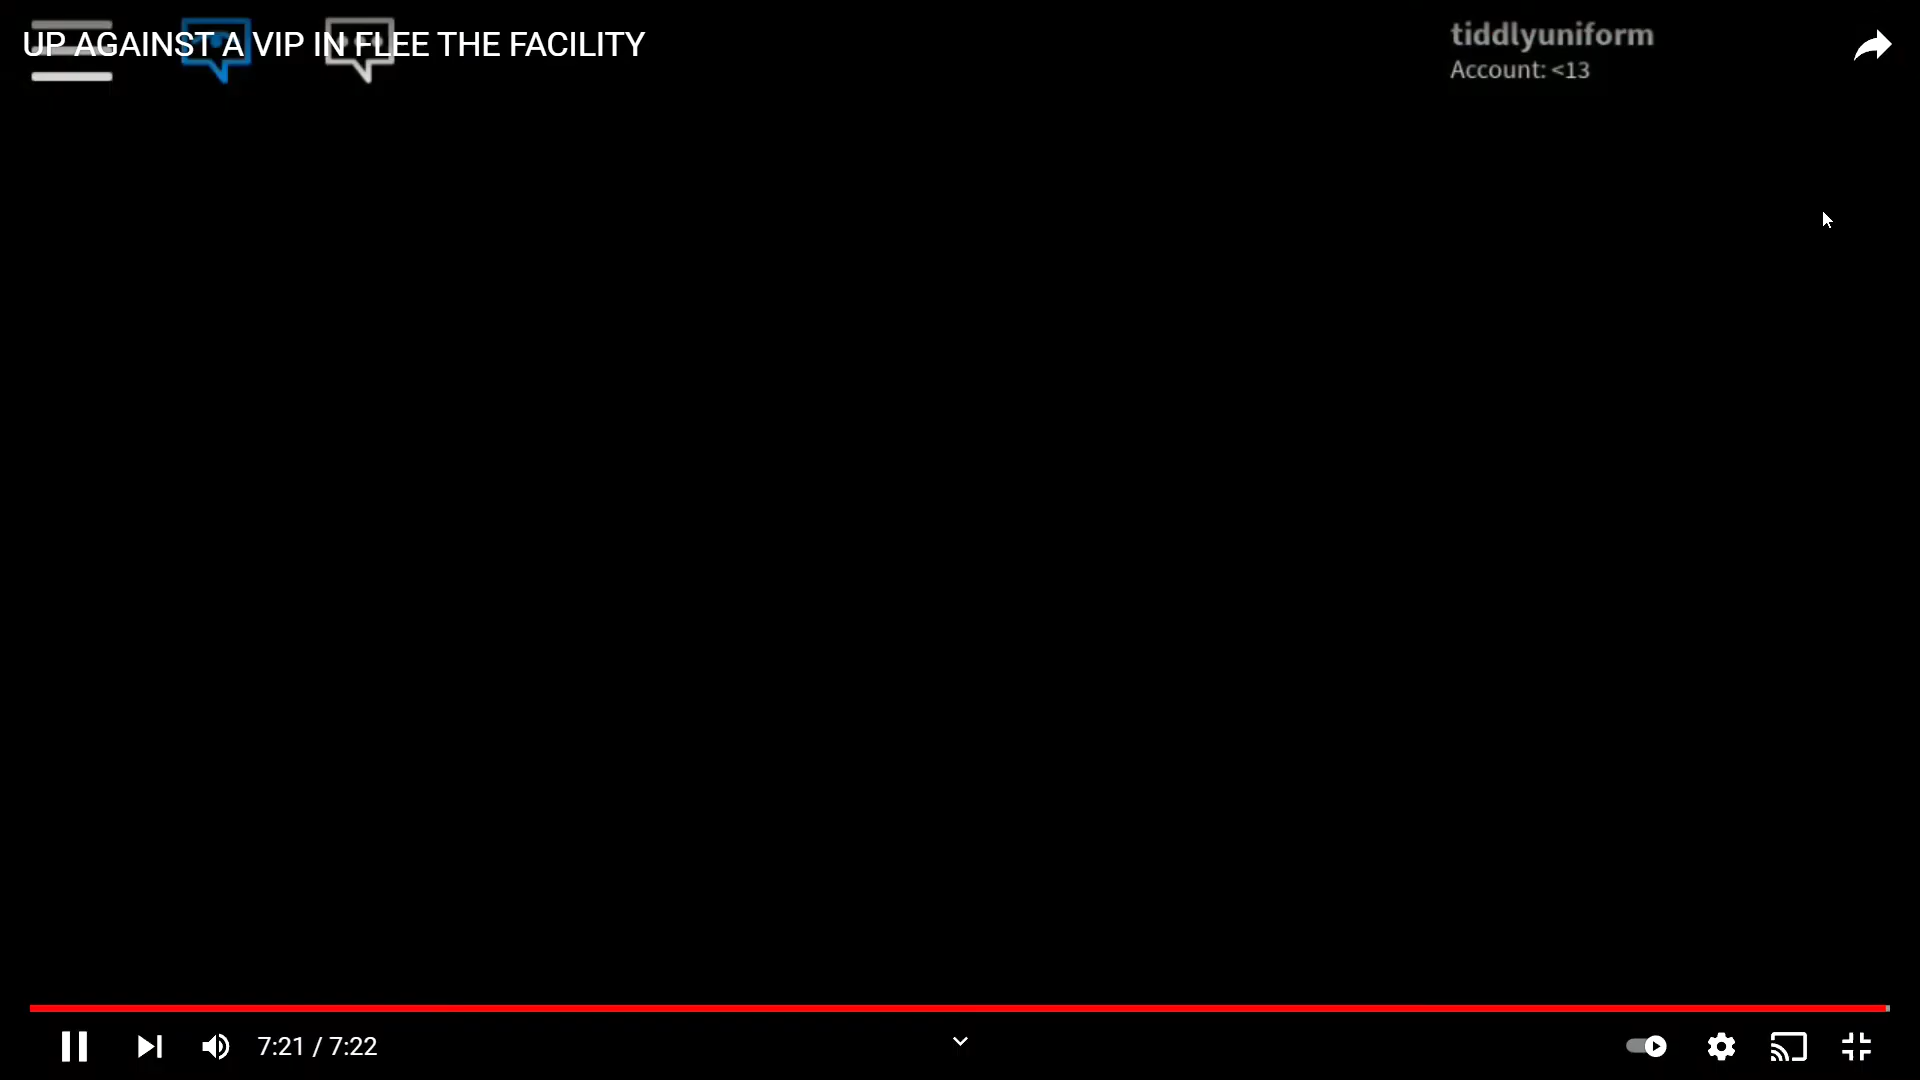 UP AGAINST A VIP IN FLEE THE FACILITY
tiddlyuniform
Account: <13
7:21 / 7:22